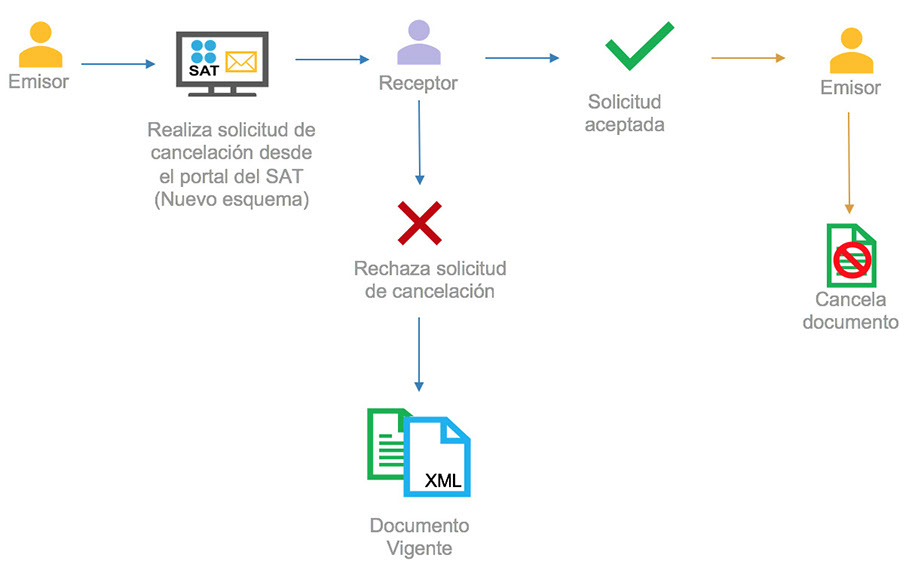 Emisor
SAT
Realiza solicitud de
cancelación desde
el portal del SAT
(Nuevo esquema)
Receptor
Solicitud
aceptada
Emisor
Cancela
documento
Rechaza solicitud
de cancelación
XML
Documento
Vigente